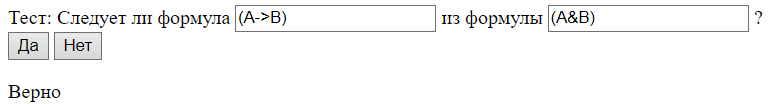 Тест: Следует ли формула (A->B) из формулы (A&B) ?
Да Нет
Верно